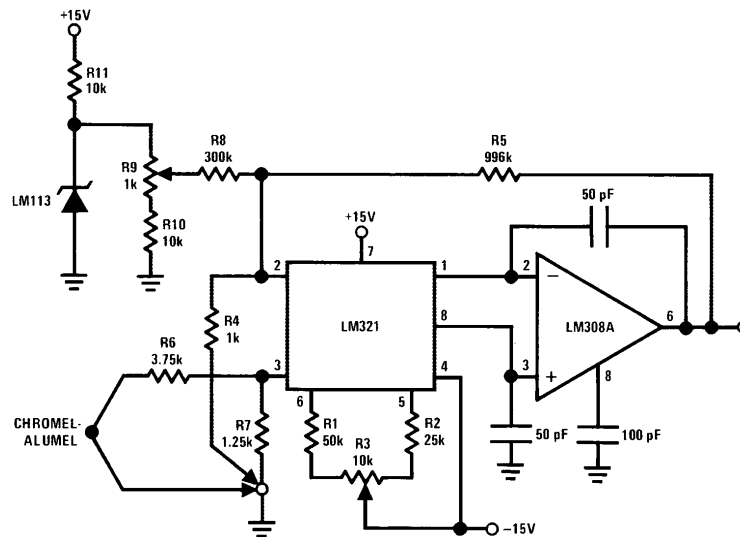 +15V
R11
10k
R8
300k
R5
996k
R9
1k
LM113
R10
10k
50 pF
+15V
7
2
1
2
−
6
LM321
LM308A
R4
1k
8
R6
3.75k
3
4
3
+
8
6
5
R7
1.25k
R1
50k
R2
25k
R3
10k
50 pF
100 pF
CHROMEL-
ALUMEL
−15V